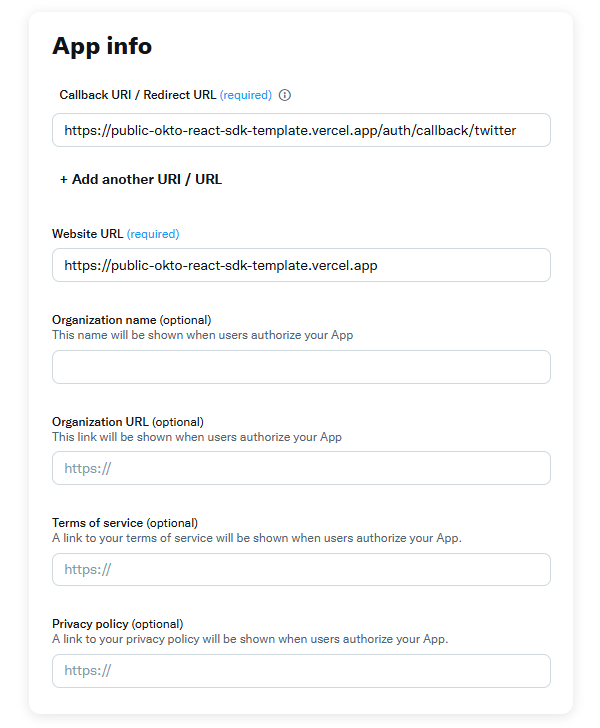 App info
Callback URI / Redirect URL (required)
https://public-okto-react-sdk-template.vercel.app/auth/callback/twitter
+ Add another URI / URL
Website URL (required)
https://public-okto-react-sdk-template.vercel.app
Organization name (optional)
This name will be shown when users authorize your App
Organization URL (optional)
This link will be shown when users authorize your App
https://
Terms of service (optional)
A link to your terms of service will be shown when users authorize your App.
https://
Privacy policy (optional)
A link to your privacy policy will be shown when users authorize your App.
https://